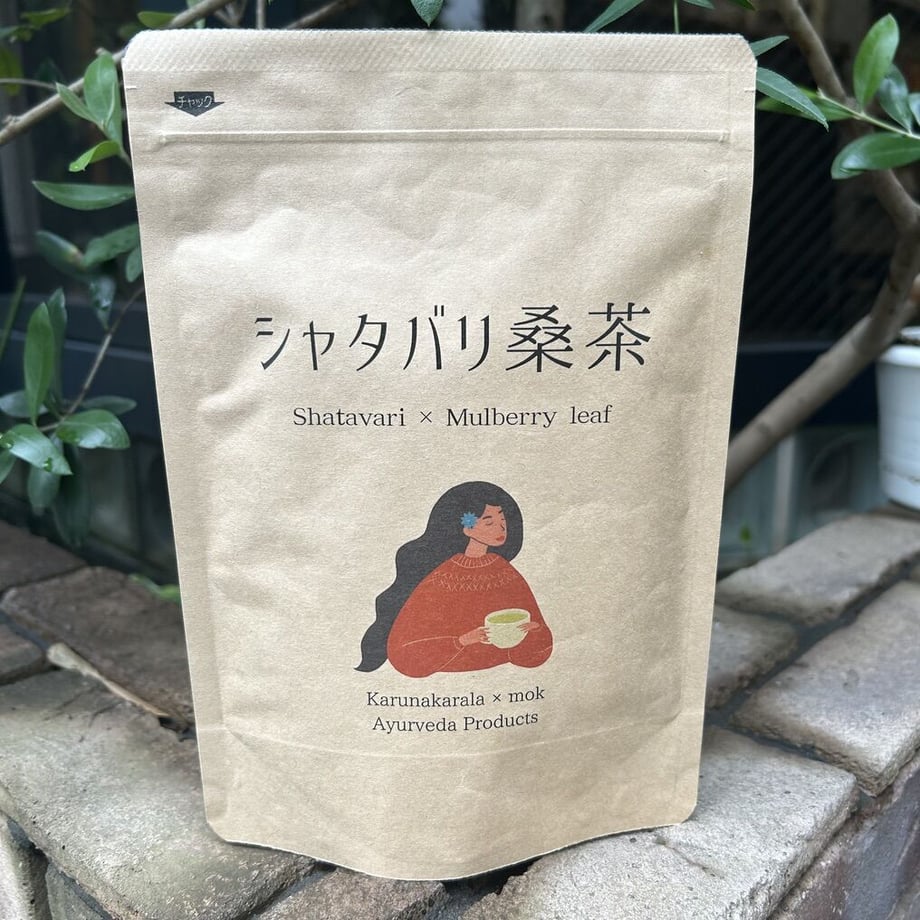 チャック
シャタバリ桑茶
Shatavari × Mulberry leaf
Karunakarala × mok
Ayurveda Products